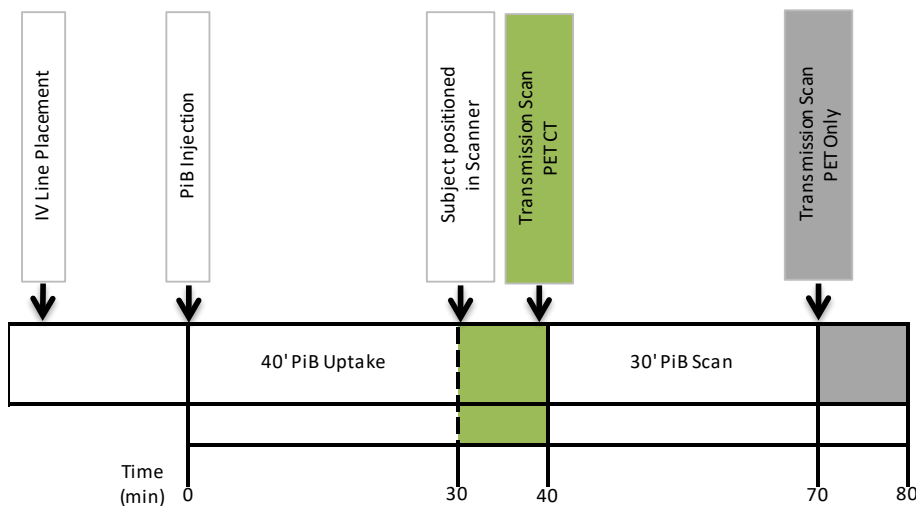 IV Line Placement
PiB Injection
Subject positioned
in Scanner
Transmission Scan
PET CT
Transmission Scan
PET Only
40' PiB Uptake
30' PiB Scan
Time
(min)
0
30
40
70
80